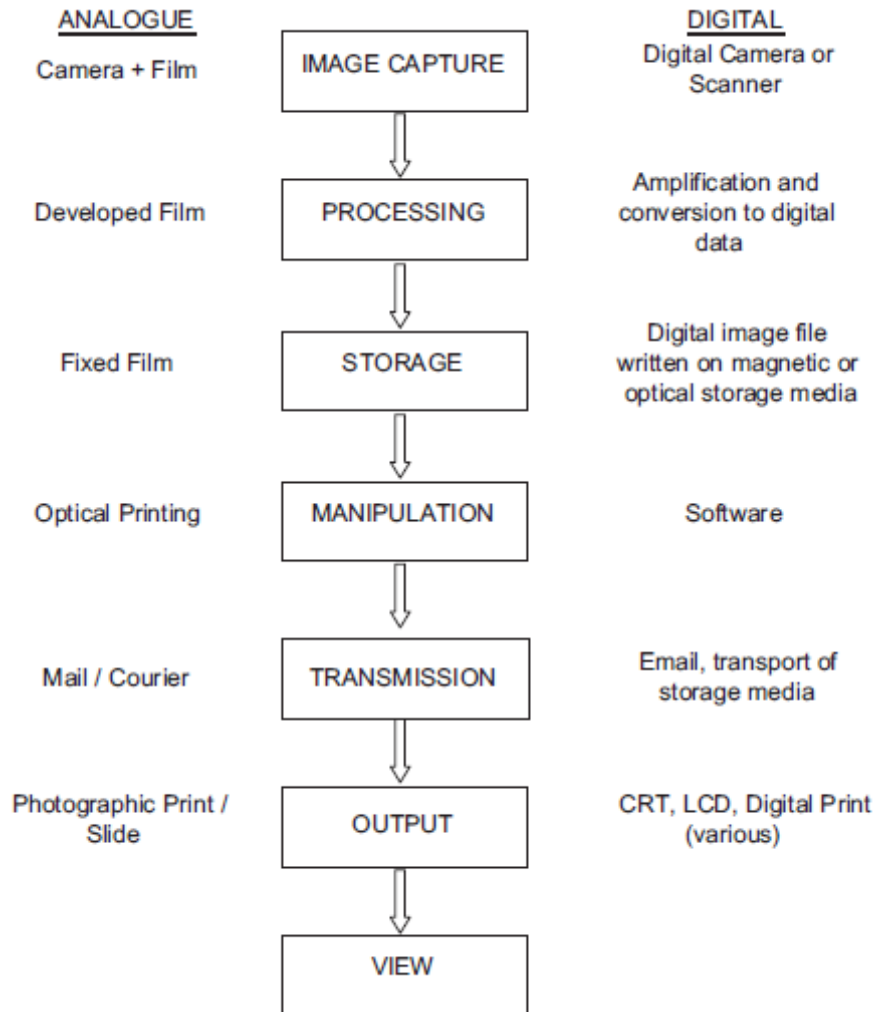 ANALOGUE
DIGITAL
Camera + Film
IMAGE CAPTURE
Digital Camera or
Scanner
Developed Film
PROCESSING
Amplification and
conversion to digital
data
Fixed Film
STORAGE
Digital image file
written on magnetic or
optical storage media
Optical Printing
MANIPULATION
Software
Mail / Courier
TRANSMISSION
Email, transport of
storage media
Photographic Print /
Slide
OUTPUT
CRT, LCD, Digital Print
(various)
VIEW